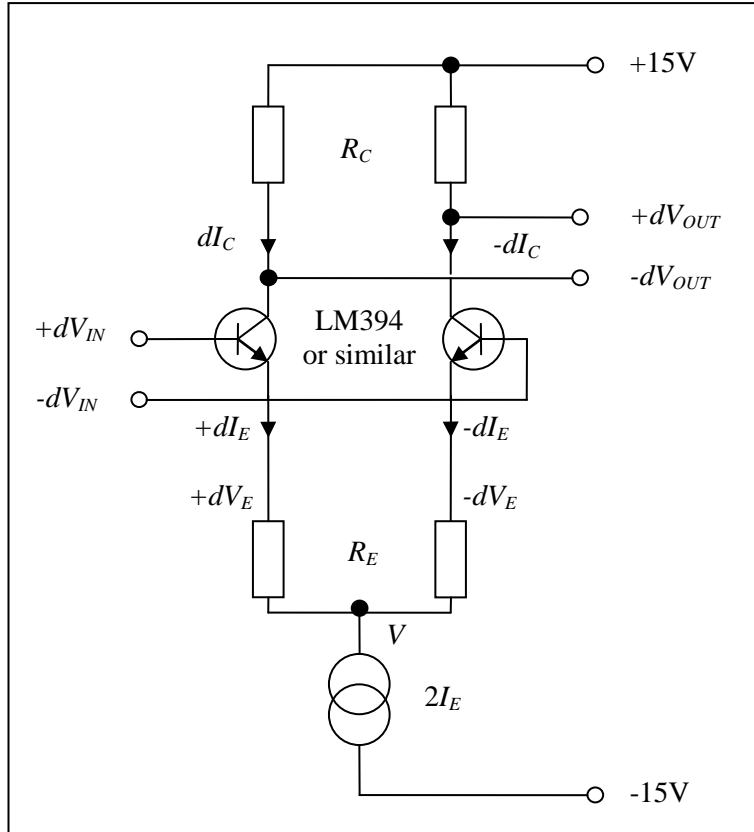 +15V
R_C
+dV_OUT
dI_C
-dI_C
-dV_OUT
+dV_IN
LM394
or similar
-dV_IN
+dI_E
-dI_E
+dV_E
-dV_E
R_E
V
2I_E
-15V